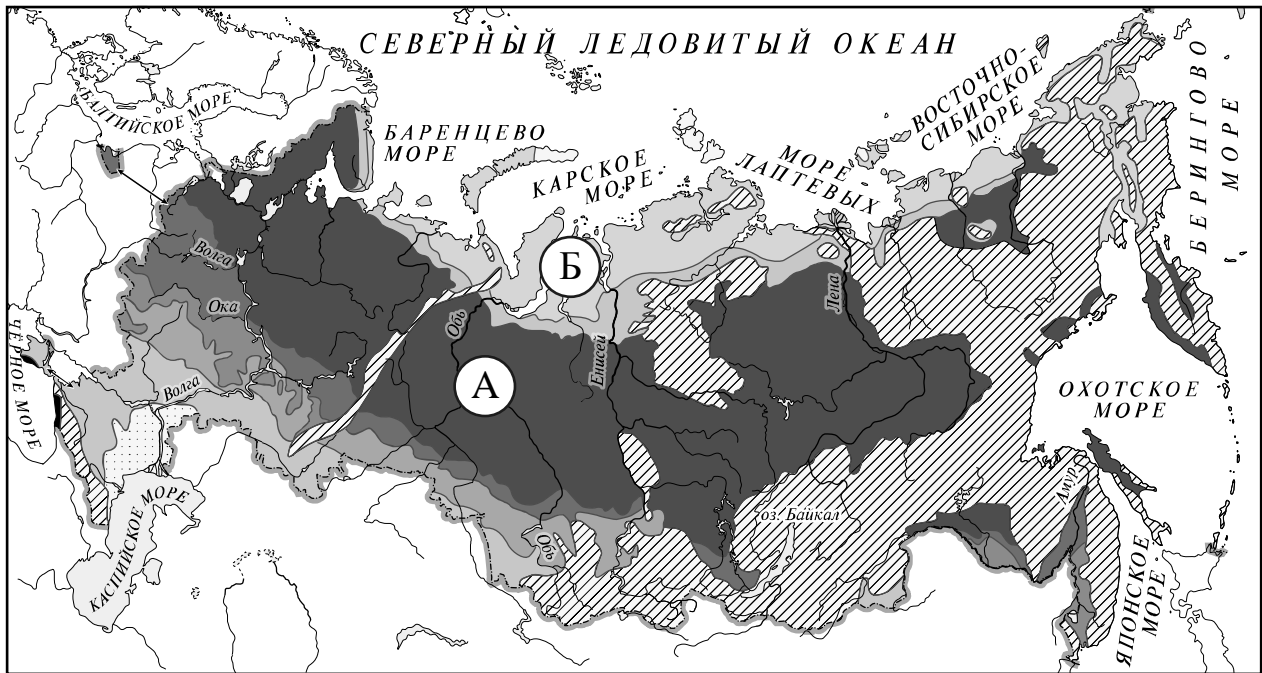 СЕВЕРНЫЙ ЛЕДОВИТЫЙ ОКЕАН
БАЛТИЙСКОЕ МОРЕ
БАРЕНЦЕВО
МОРЕ
КАРСКОЕ
МОРЕ
МОРЕ
ЛАПТЕВЫХ
ВОСТОЧНО-
СИБИРСКОЕ
МОРЕ
БЕРИНГОВО
МОРЕ
Волга
Ока
Волга
Обь
Б
Енисей
Лена
А
ЧЕРНОЕ МОРЕ
ОХОТСКОЕ
МОРЕ
КАСПИЙСКОЕ МОРЕ
Обь
оз. Байкал
Амур
ЯПОНСКОЕ
МОРЕ